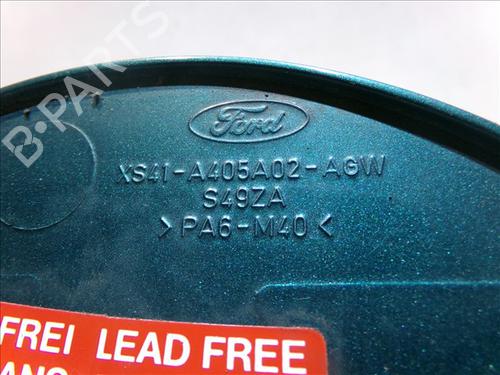 B-PARTS
Ford
XS41-A405A02-AGW
S49ZA
>PA6-M40<
FREI LEAD FREE